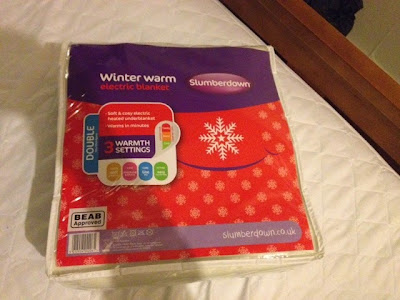 Winter warm
electric blanket
Slumberdown
DOUBLE
• Soft & cosy electric
heated underblanket
• Warms in minutes
3 WARMTH
SETTINGS
BEAB
Approved
slumberdown.co.uk